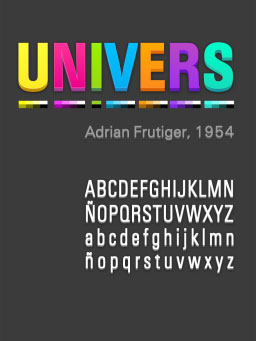 UNIVERS
Adrian Frutiger, 1954
ABCDEFGHIJKLMN
ÑOPQRSTUVWXYZ
abcdefghijklmn
ñopqrstuvwxyz